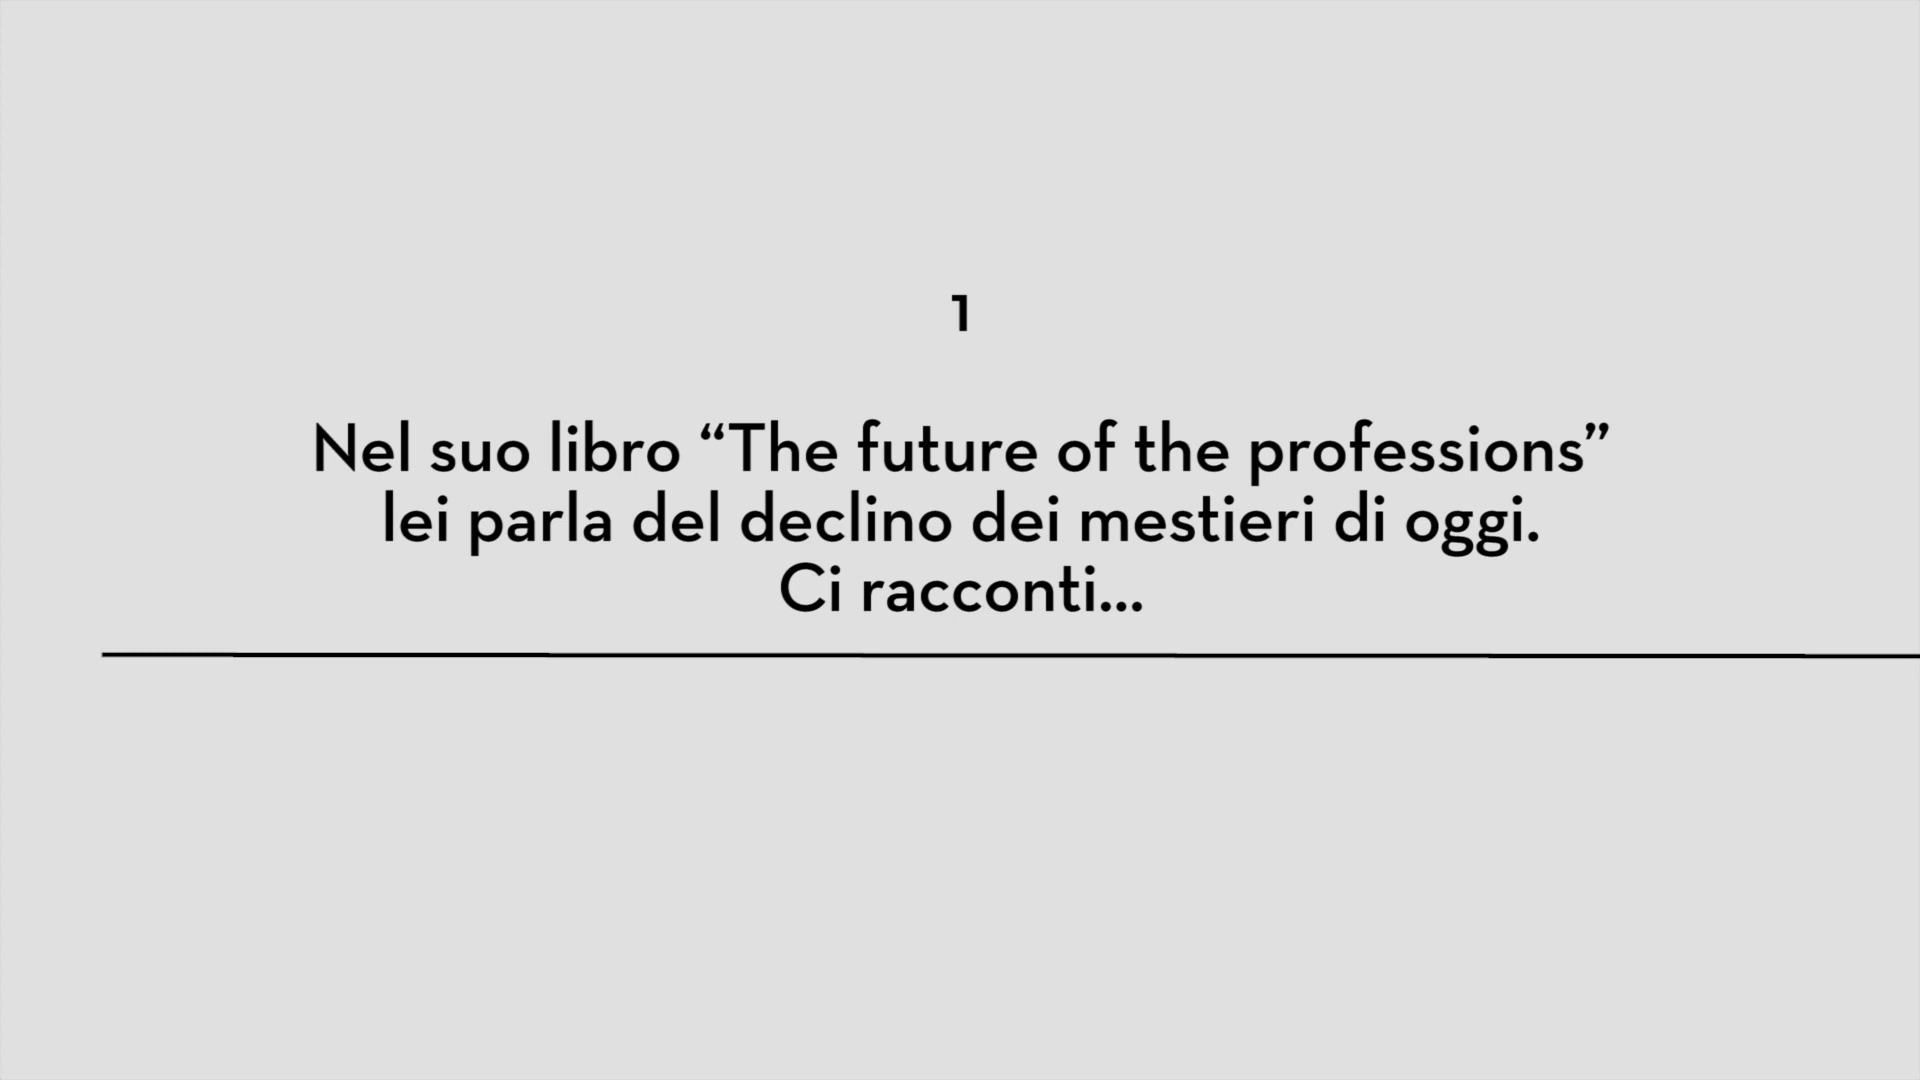 1
Nel suo libro “The future of the professions”
lei parla del declino dei mestieri di oggi.
Ci racconti...